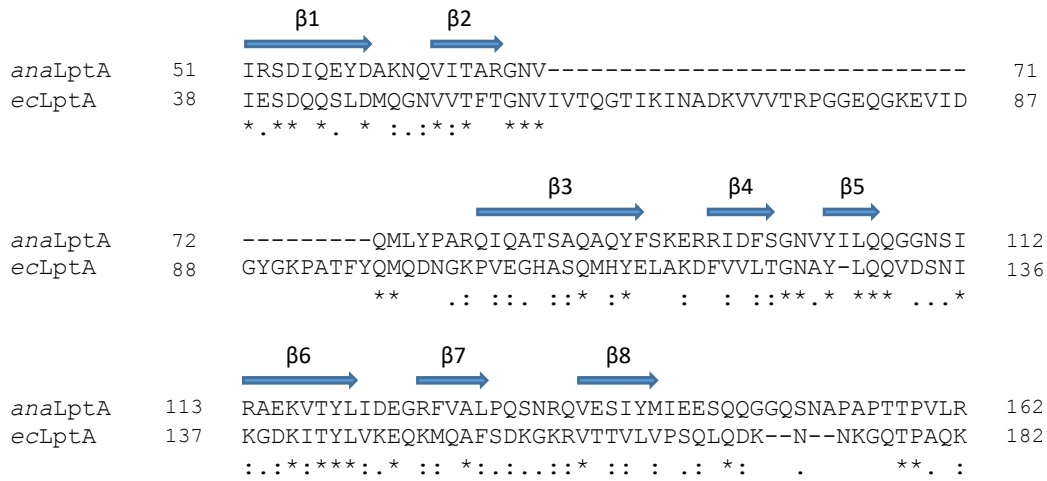 β1 β2
anaLptA 51 IRSDIQEYDAKNQVITARGNV----------------------------- 71
ecLptA 38 IESDQQSLDMQGNVVTFTGNVIVTQGTIKINADKVVVTRPGGEQGKEVID 87
*.** *. * :.:*:* ***
β3 β4 β5
anaLptA 72 ---------QMLYPARQIQATSAQAQYFSKERRIDFSGNVYILQQGGNSI 112
ecLptA 88 GYGKPATFYQMQDNGKPVEGHASQMHYELAKDFVVLTGNAY-LQQVDSNI 136
** .: ::: . ::* :* : : ::**.* *** ...*
β6 β7 β8
anaLptA 113 RAEKVTYLIDEGRFVALPQSNRQVESIYMIEESQQGGQSNAPAPTTPVLR 162
ecLptA 137 KGDKITYLVKEQKMQAFSDKGKRVTTVLVPSQLQDK--N--NKGQTPAQK 182
:.:*:***:.* :: *:.:..::* : : .: *: . **. :